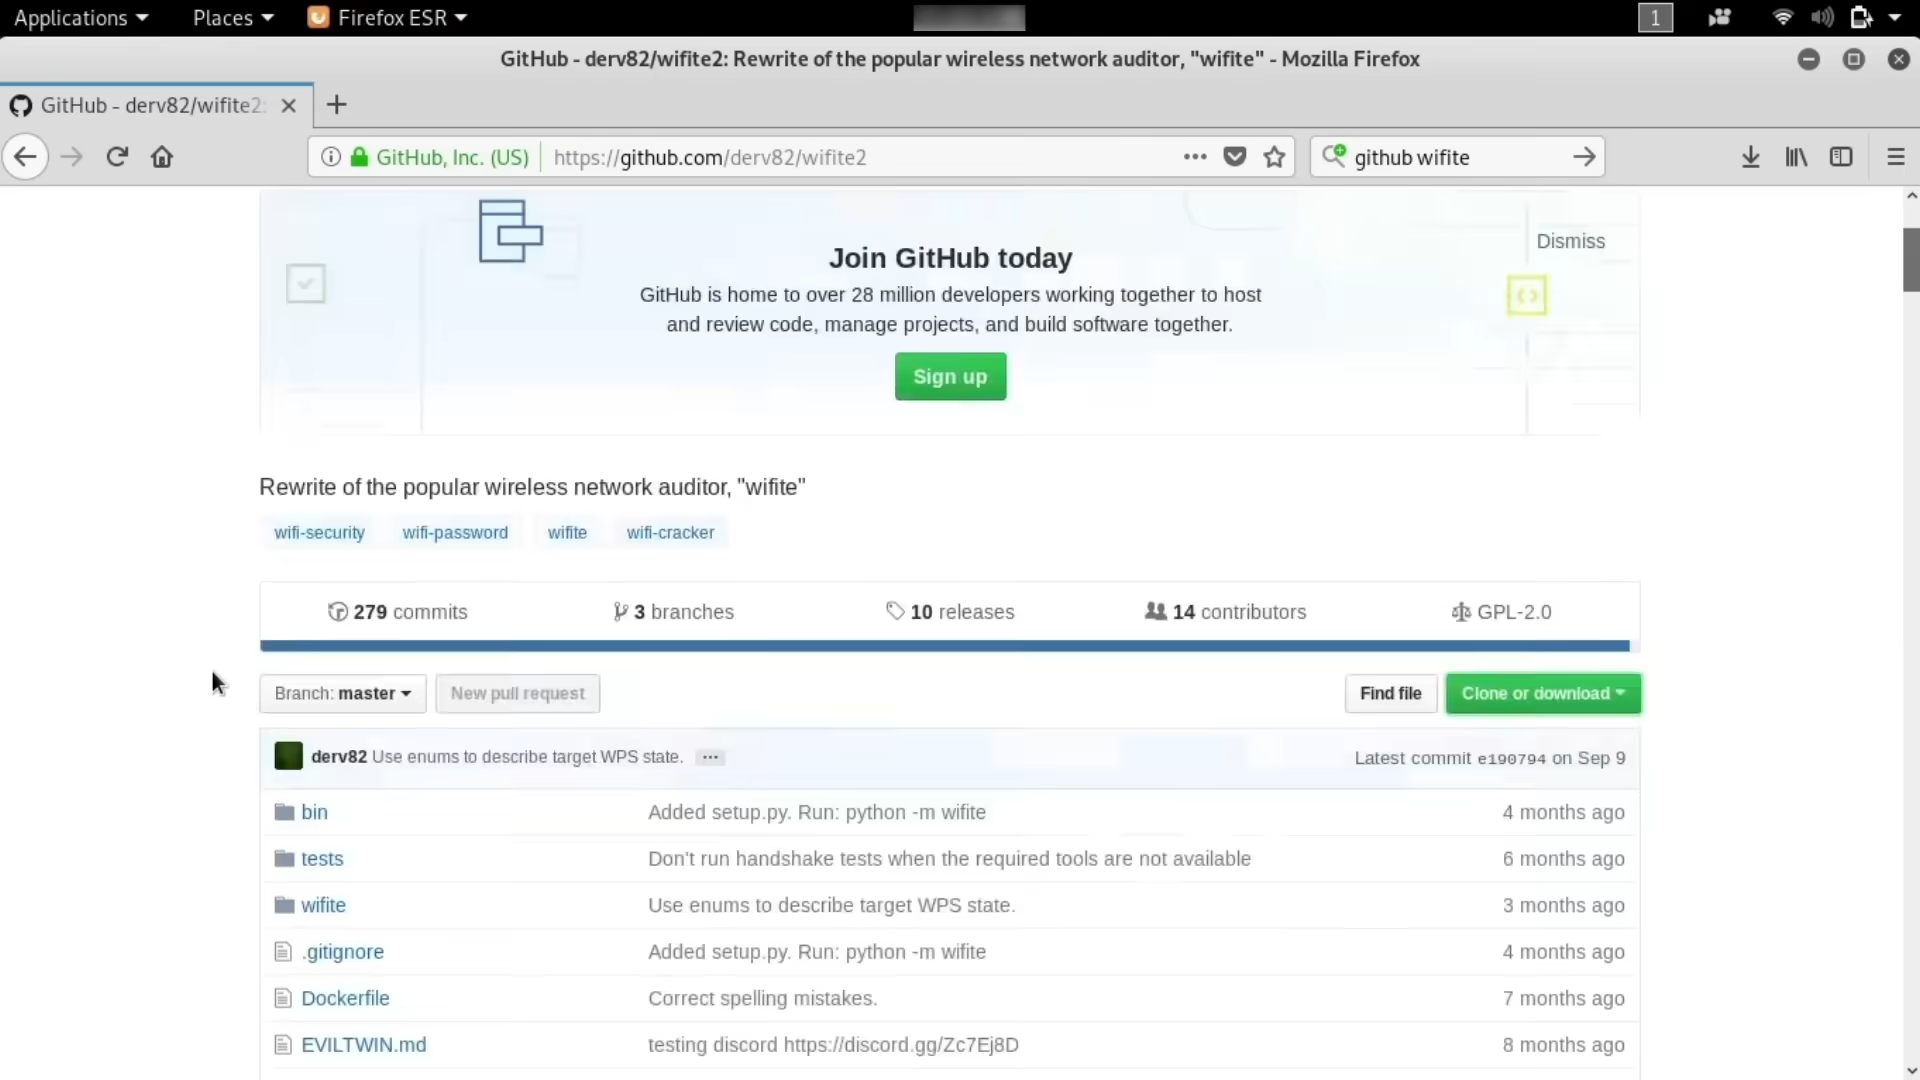 Applications Places Firefox ESR 1
GitHub - derv82/wifite2: Rewrite of the popular wireless network auditor, "wifite" - Mozilla Firefox
GitHub - derv82/wifite2:
GitHub, Inc. (US) https://github.com/derv82/wifite2 github wifite
Join GitHub today
Dismiss
GitHub is home to over 28 million developers working together to host
and review code, manage projects, and build software together.
Sign up
Rewrite of the popular wireless network auditor, "wifite"
wifi-security wifi-password wifite wifi-cracker
279 commits 3 branches 10 releases 14 contributors GPL-2.0
Branch: master New pull request Find file Clone or download
derv82 Use enums to describe target WPS state. ... Latest commit e190794 on Sep 9
bin Added setup.py. Run: python -m wifite 4 months ago
tests Don't run handshake tests when the required tools are not available 6 months ago
wifite Use enums to describe target WPS state. 3 months ago
.gitignore Added setup.py. Run: python -m wifite 4 months ago
Dockerfile Correct spelling mistakes. 7 months ago
EVILTWIN.md testing discord https://discord.gg/Zc7Ej8D 8 months ago